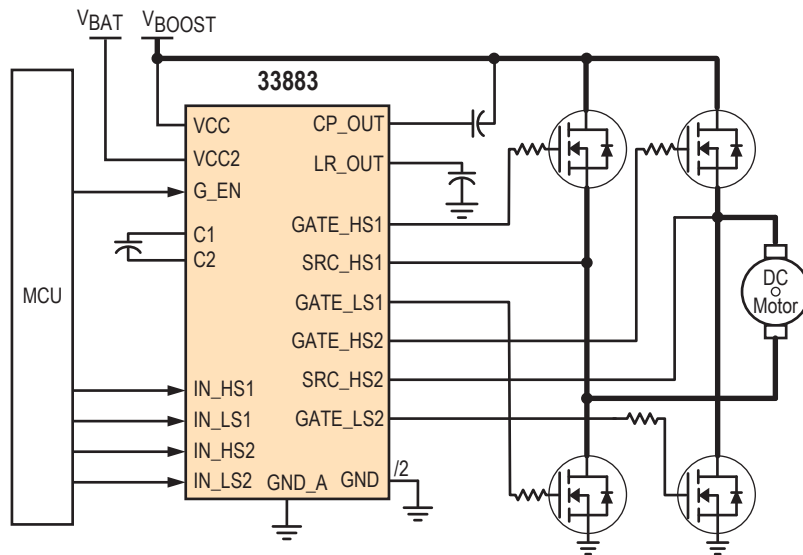 VBAT
VBOOST
33883
VCC
VCC2
G_EN
C1
C2
MCU
IN_HS1
IN_LS1
IN_HS2
IN_LS2
CP_OUT
LR_OUT
GATE_HS1
SRC_HS1
GATE_LS1
GATE_HS2
SRC_HS2
GATE_LS2
GND_A
GND
/2
DC
Motor